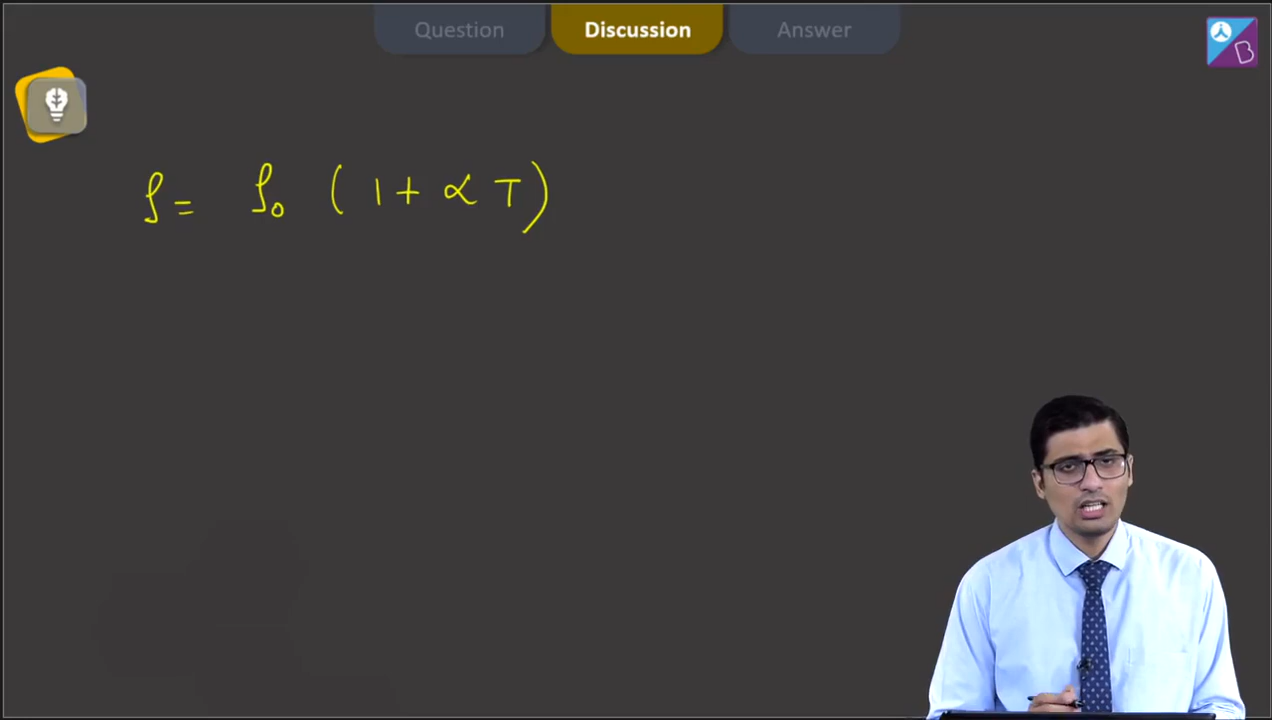 Question Discussion Answer
B
ρ = ρ₀ ( 1 + α T )